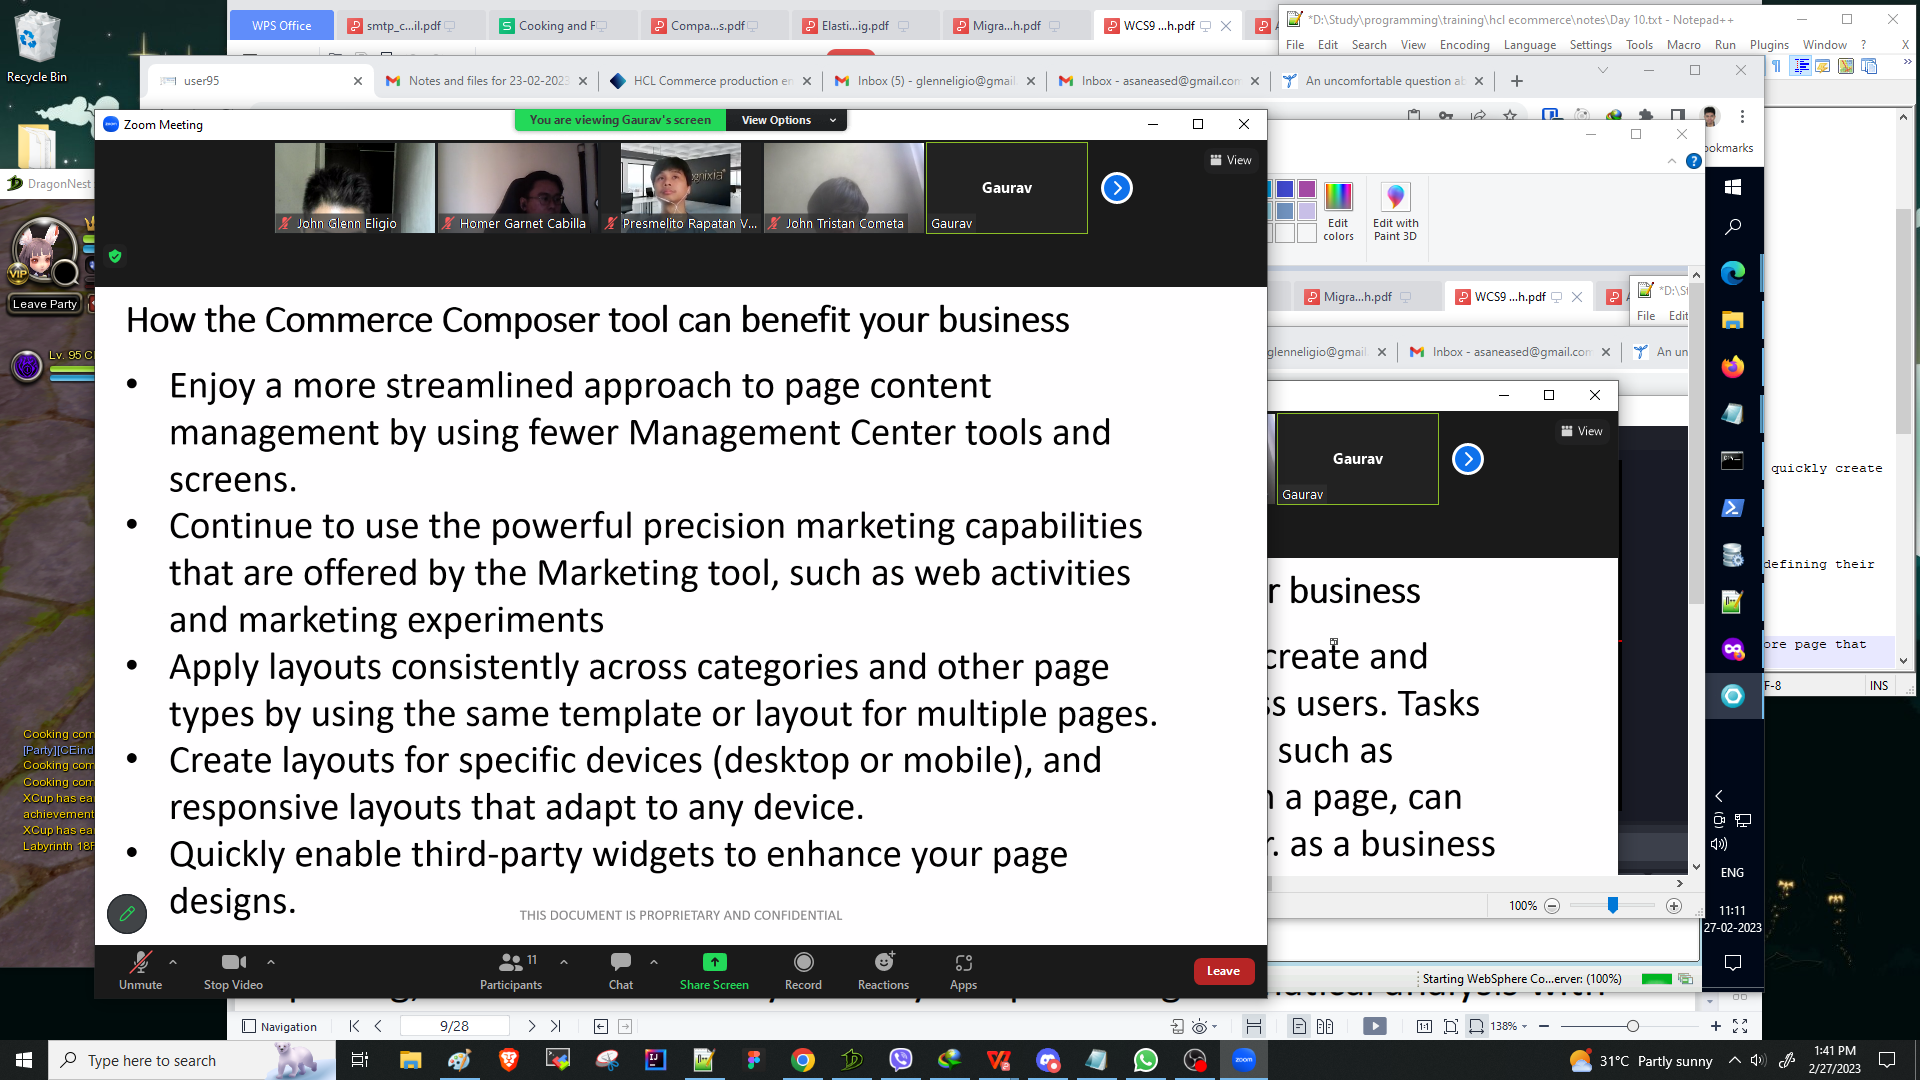 WPS Office
smtp_c...il.pdf
Cooking and F
Compa...s.pdf
Elasti...ig.pdf
Migra...h.pdf
WCS9 ...h.pdf
*D:\Study\programming\training\hcl ecommerce\notes\Day 10.txt - Notepad++
File Edit Search View Encoding Language Settings Tools Macro Run Plugins Window ?
X
Recycle Bin
user95
Notes and files for 23-02-2023
HCL Commerce production en
Inbox (5) - glenneligio@gmail.
Inbox - asaneased@gmail.com
An uncomfortable question ab
ookmarks
Zoom Meeting
You are viewing Gaurav's screen
View Options
View
John Glenn Eligio
Homer Garnet Cabilla
Presmelito Rapatan V...
John Tristan Cometa
Gaurav
Gaurav
Edit colors
Edit with Paint 3D
DragonNest
VIP
Leave Party
Lv. 95 Cl
How the Commerce Composer tool can benefit your business
• Enjoy a more streamlined approach to page content
management by using fewer Management Center tools and
screens.
• Continue to use the powerful precision marketing capabilities
that are offered by the Marketing tool, such as web activities
and marketing experiments
• Apply layouts consistently across categories and other page
types by using the same template or layout for multiple pages.
• Create layouts for specific devices (desktop or mobile), and
responsive layouts that adapt to any device.
• Quickly enable third-party widgets to enhance your page
designs.
THIS DOCUMENT IS PROPRIETARY AND CONFIDENTIAL
Migra...h.pdf
WCS9 ...h.pdf
*D:\St
File Edit
glenneligio@gmail
Inbox - asaneased@gmail.com
An un
View
Gaurav
Gaurav
r business
create and
ss users. Tasks
such as
n a page, can
r. as a business
quickly create
defining their
ore page that
F-8
INS
Cooking com
[Party][CEind
Cooking com
Cooking com
XCup has ea
achievement
XCup has ea
Labyrinth 18F
100%
ENG
11:11
27-02-2023
Starting WebSphere Co...erver: (100%)
Unmute
Stop Video
Participants
11
Chat
Share Screen
Record
Reactions
Apps
Leave
Navigation
9/28
138%
Type here to search
31°C Partly sunny
1:41 PM
2/27/2023